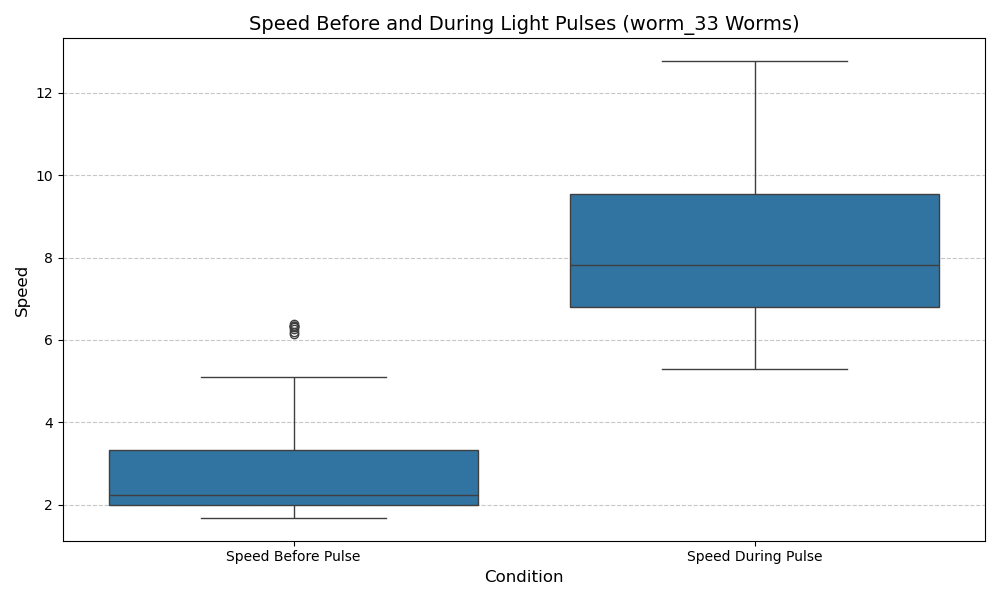 Speed Before and During Light Pulses (worm_33 Worms)
Speed
12
10
8
6
4
2
Speed Before Pulse
Speed During Pulse
Condition